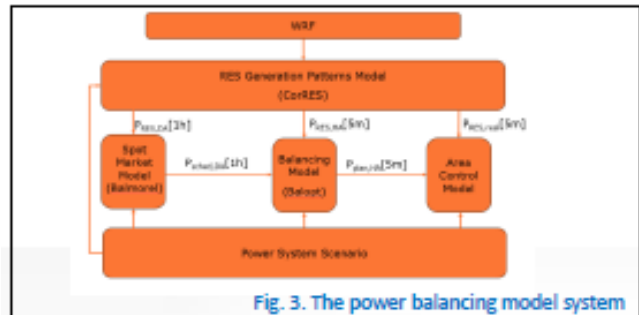 WRF
RES Generation Patterns Model
(CorRES)
P_RES,DA[1h]
P_RES,HA[5m]
P_RES,real[5m]
Spot
Market
Model
(Balmorel)
P_sched,DA[1h]
Balancing
Model
(Balopt)
P_plan,HA[5m]
Area
Control
Model
Power System Scenario
Fig. 3. The power balancing model system